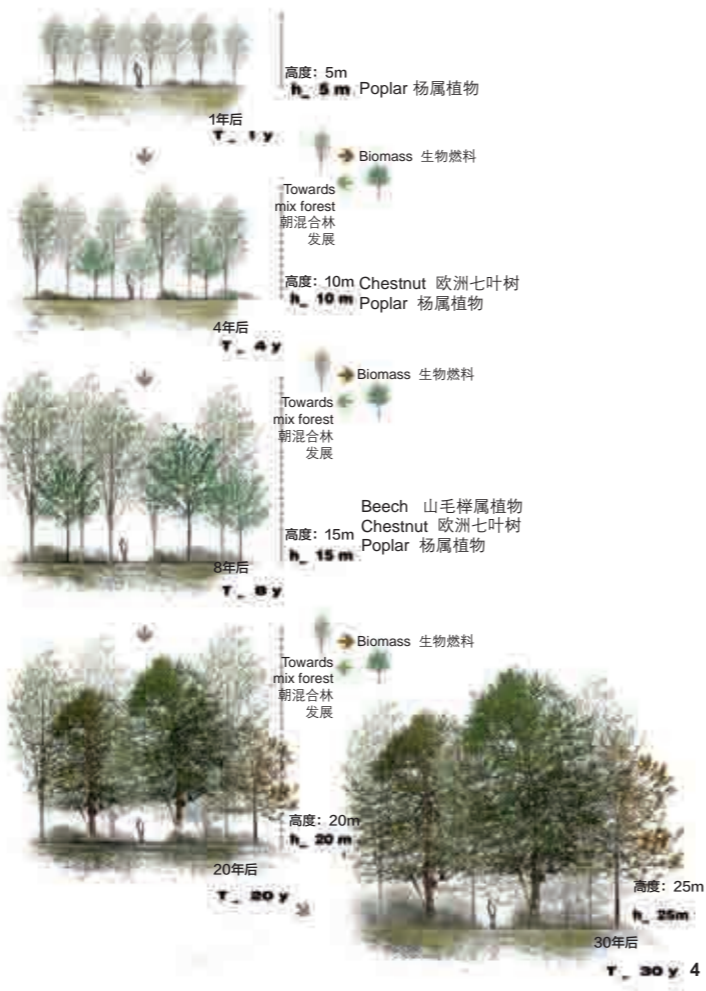 高度：5m
h_ 5 m Poplar 杨属植物
1年后
T _ 1 y
Biomass 生物燃料
Towards
mix forest
朝混合林
发展
高度：10m Chestnut 欧洲七叶树
h_ 10 m Poplar 杨属植物
4年后
T _ 4 y
Biomass 生物燃料
Towards
mix forest
朝混合林
发展
Beech 山毛榉属植物
Chestnut 欧洲七叶树
高度：15m Poplar 杨属植物
h_ 15 m
8年后
T _ 8 y
Biomass 生物燃料
Towards
mix forest
朝混合林
发展
高度：20m
h_ 20 m
20年后
T _ 20 y
高度：25m
h_ 25m
30年后
T _ 30 y 4